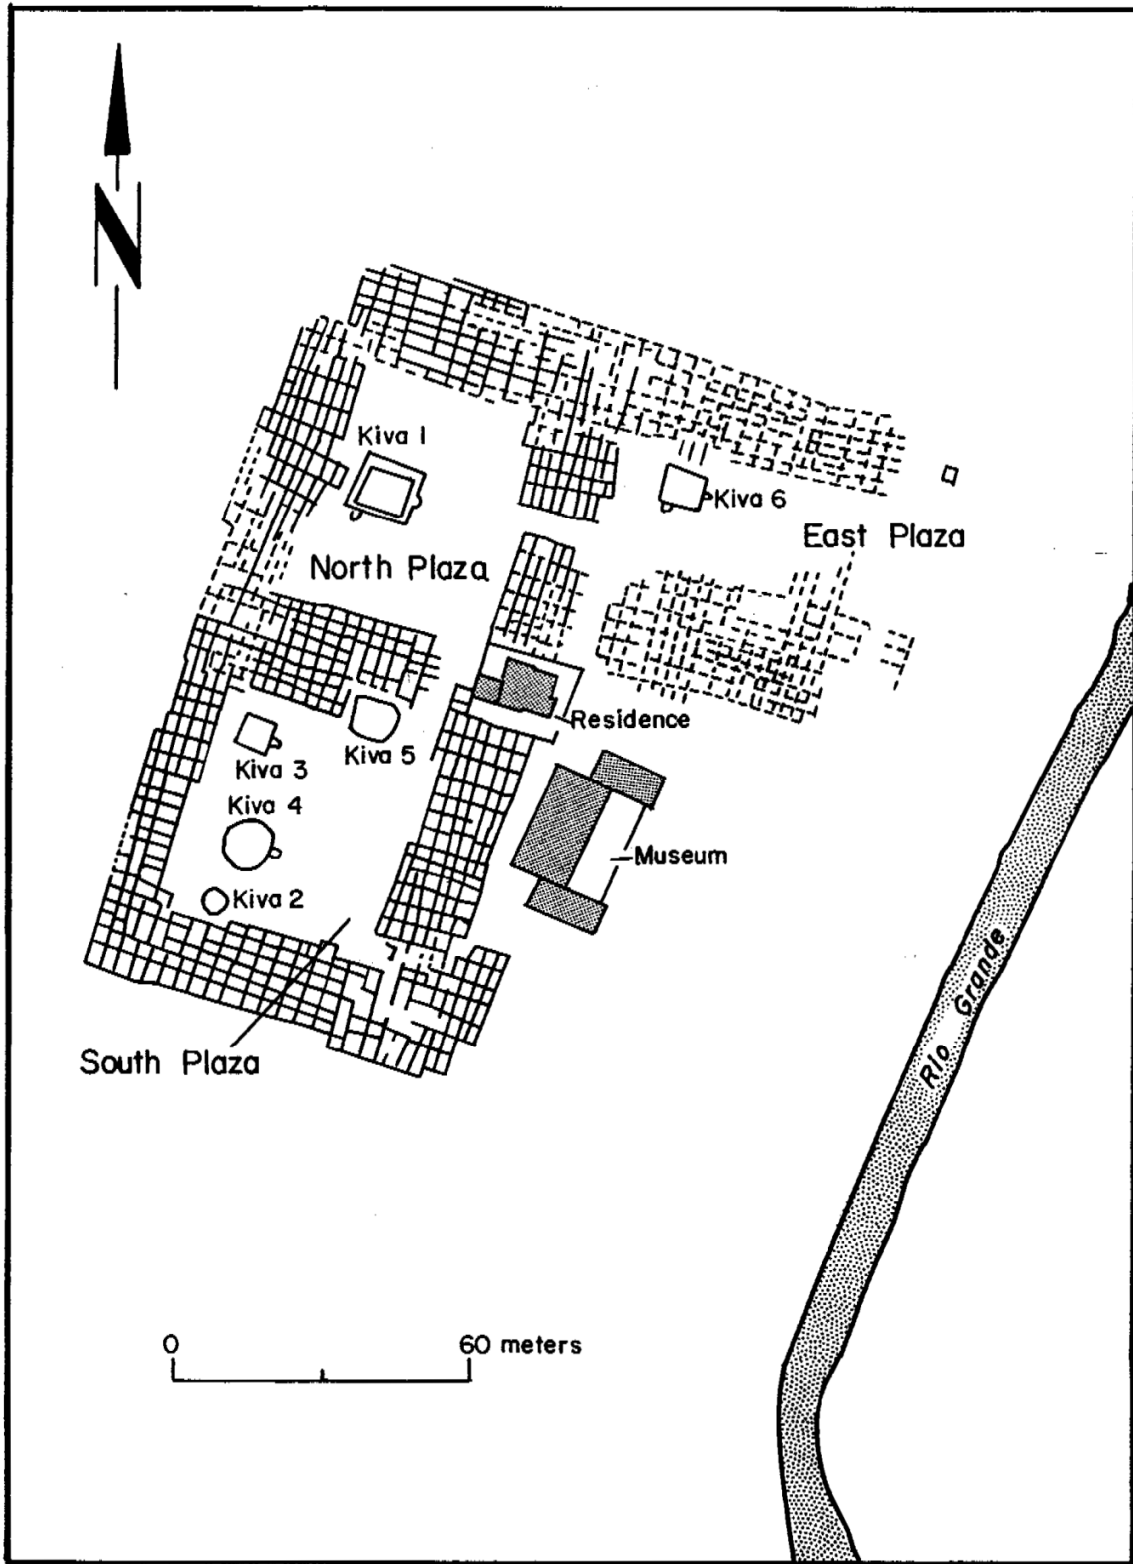 N
Kiva 1
Kiva 6
East Plaza
North Plaza
Residence
Kiva 5
Kiva 3
Kiva 4
Museum
Kiva 2
Rio Grande
South Plaza
0 60 meters